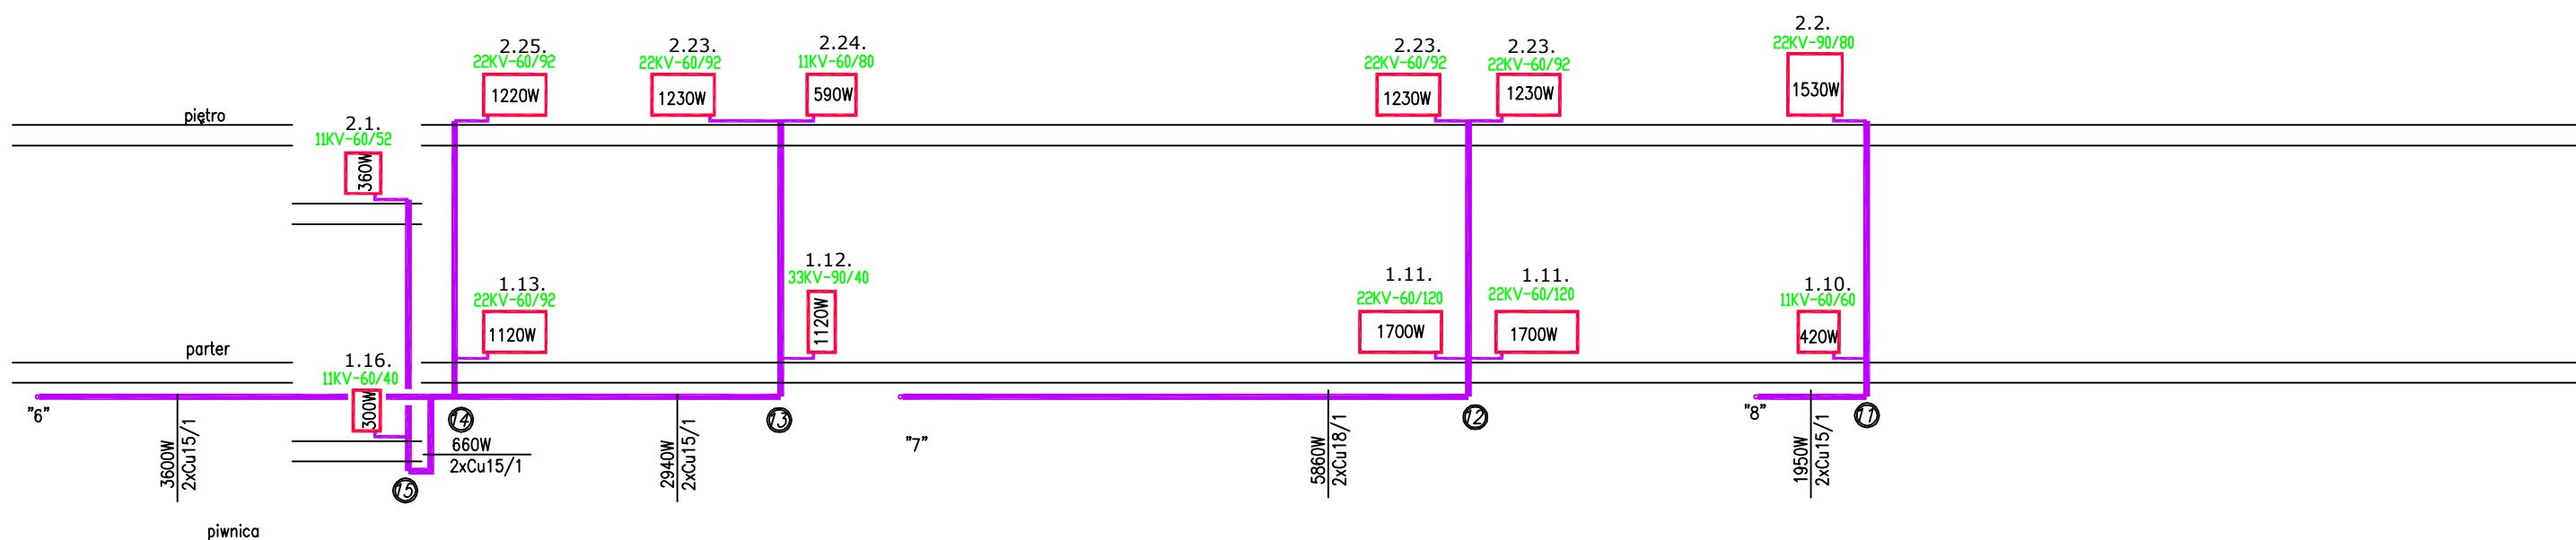 2.25.
22KV-60/92
1220W
2.23.
22KV-60/92
1230W
2.24.
11KV-60/80
590W
2.23.
22KV-60/92
1230W
2.23.
22KV-60/92
1230W
2.2.
22KV-90/80
1530W
piętro
2.1.
11KV-60/52
360W
1.13.
22KV-60/92
1120W
1.12.
33KV-90/40
1120W
1.11.
22KV-60/120
1700W
1.11.
22KV-60/120
1700W
1.10.
11KV-60/60
420W
parter
1.16.
11KV-60/40
300W
"6"
3600W
2xCu15/1
14
660W
2xCu15/1
15
2940W
2xCu15/1
13
"7"
5860W
2xCu18/1
12
"8"
1950W
2xCu15/1
11
piwnica